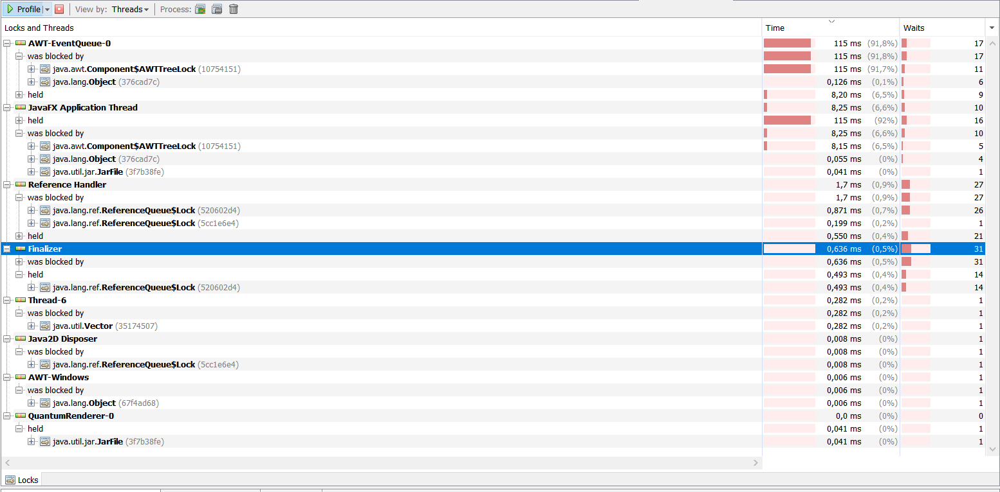 Profile View by: Threads Process:
Locks and Threads Time Waits
AWT-EventQueue-0 115 ms (91,8%) 17
was blocked by 115 ms (91,8%) 17
java.awt.Component$AWTTreeLock (10754151) 115 ms (91,7%) 11
java.lang.Object (376cad7c) 0,126 ms (0,1%) 6
held 8,20 ms (6,5%) 9
JavaFX Application Thread 8,25 ms (6,6%) 10
held 115 ms (92%) 16
was blocked by 8,25 ms (6,6%) 10
java.awt.Component$AWTTreeLock (10754151) 8,15 ms (6,5%) 5
java.lang.Object (376cad7c) 0,055 ms (0%) 4
java.util.jar.JarFile (3f7b38fe) 0,041 ms (0%) 1
Reference Handler 1,7 ms (0,9%) 27
was blocked by 1,7 ms (0,9%) 27
java.lang.ref.ReferenceQueue$Lock (520602d4) 0,871 ms (0,7%) 26
java.lang.ref.ReferenceQueue$Lock (5cc1e6e4) 0,199 ms (0,2%) 1
held 0,550 ms (0,4%) 21
Finalizer 0,636 ms (0,5%) 31
was blocked by 0,636 ms (0,5%) 31
held 0,493 ms (0,4%) 14
java.lang.ref.ReferenceQueue$Lock (520602d4) 0,493 ms (0,4%) 14
Thread-6 0,282 ms (0,2%) 1
was blocked by 0,282 ms (0,2%) 1
java.util.Vector (35174507) 0,282 ms (0,2%) 1
Java2D Disposer 0,008 ms (0%) 1
was blocked by 0,008 ms (0%) 1
java.lang.ref.ReferenceQueue$Lock (5cc1e6e4) 0,008 ms (0%) 1
AWT-Windows 0,006 ms (0%) 1
was blocked by 0,006 ms (0%) 1
java.lang.Object (67f4ad68) 0,006 ms (0%) 1
QuantumRenderer-0 0,0 ms (0%) 0
held 0,041 ms (0%) 1
java.util.jar.JarFile (3f7b38fe) 0,041 ms (0%) 1
Locks